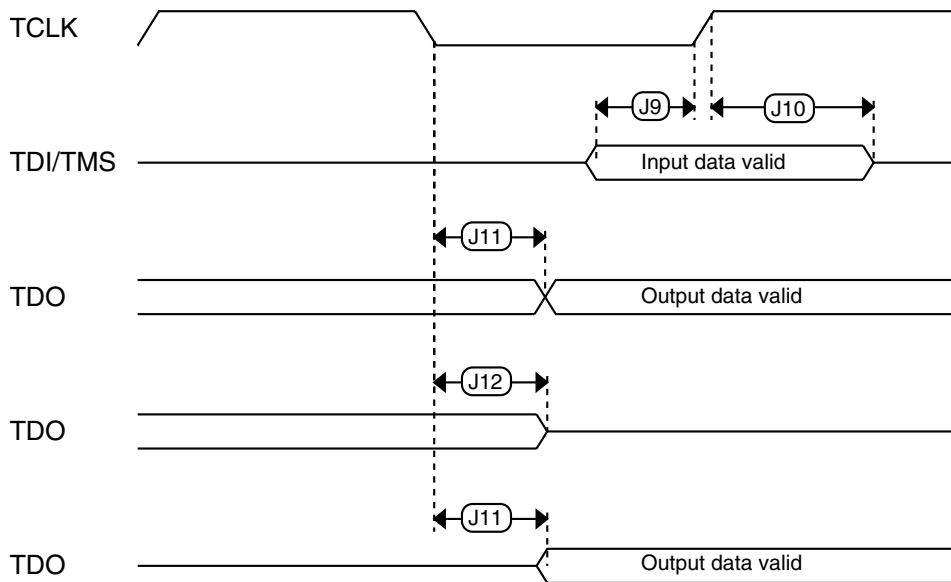 TCLK
J9
J10
TDI/TMS
Input data valid
J11
TDO
Output data valid
J12
TDO
J11
TDO
Output data valid